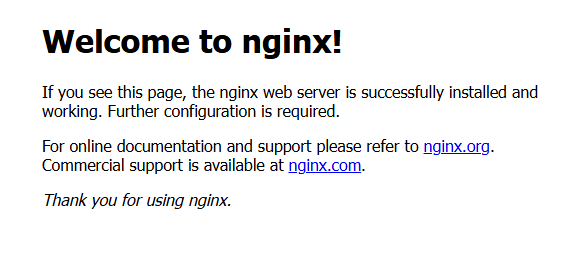 Welcome to nginx!
If you see this page, the nginx web server is successfully installed and
working. Further configuration is required.
For online documentation and support please refer to nginx.org.
Commercial support is available at nginx.com.
Thank you for using nginx.